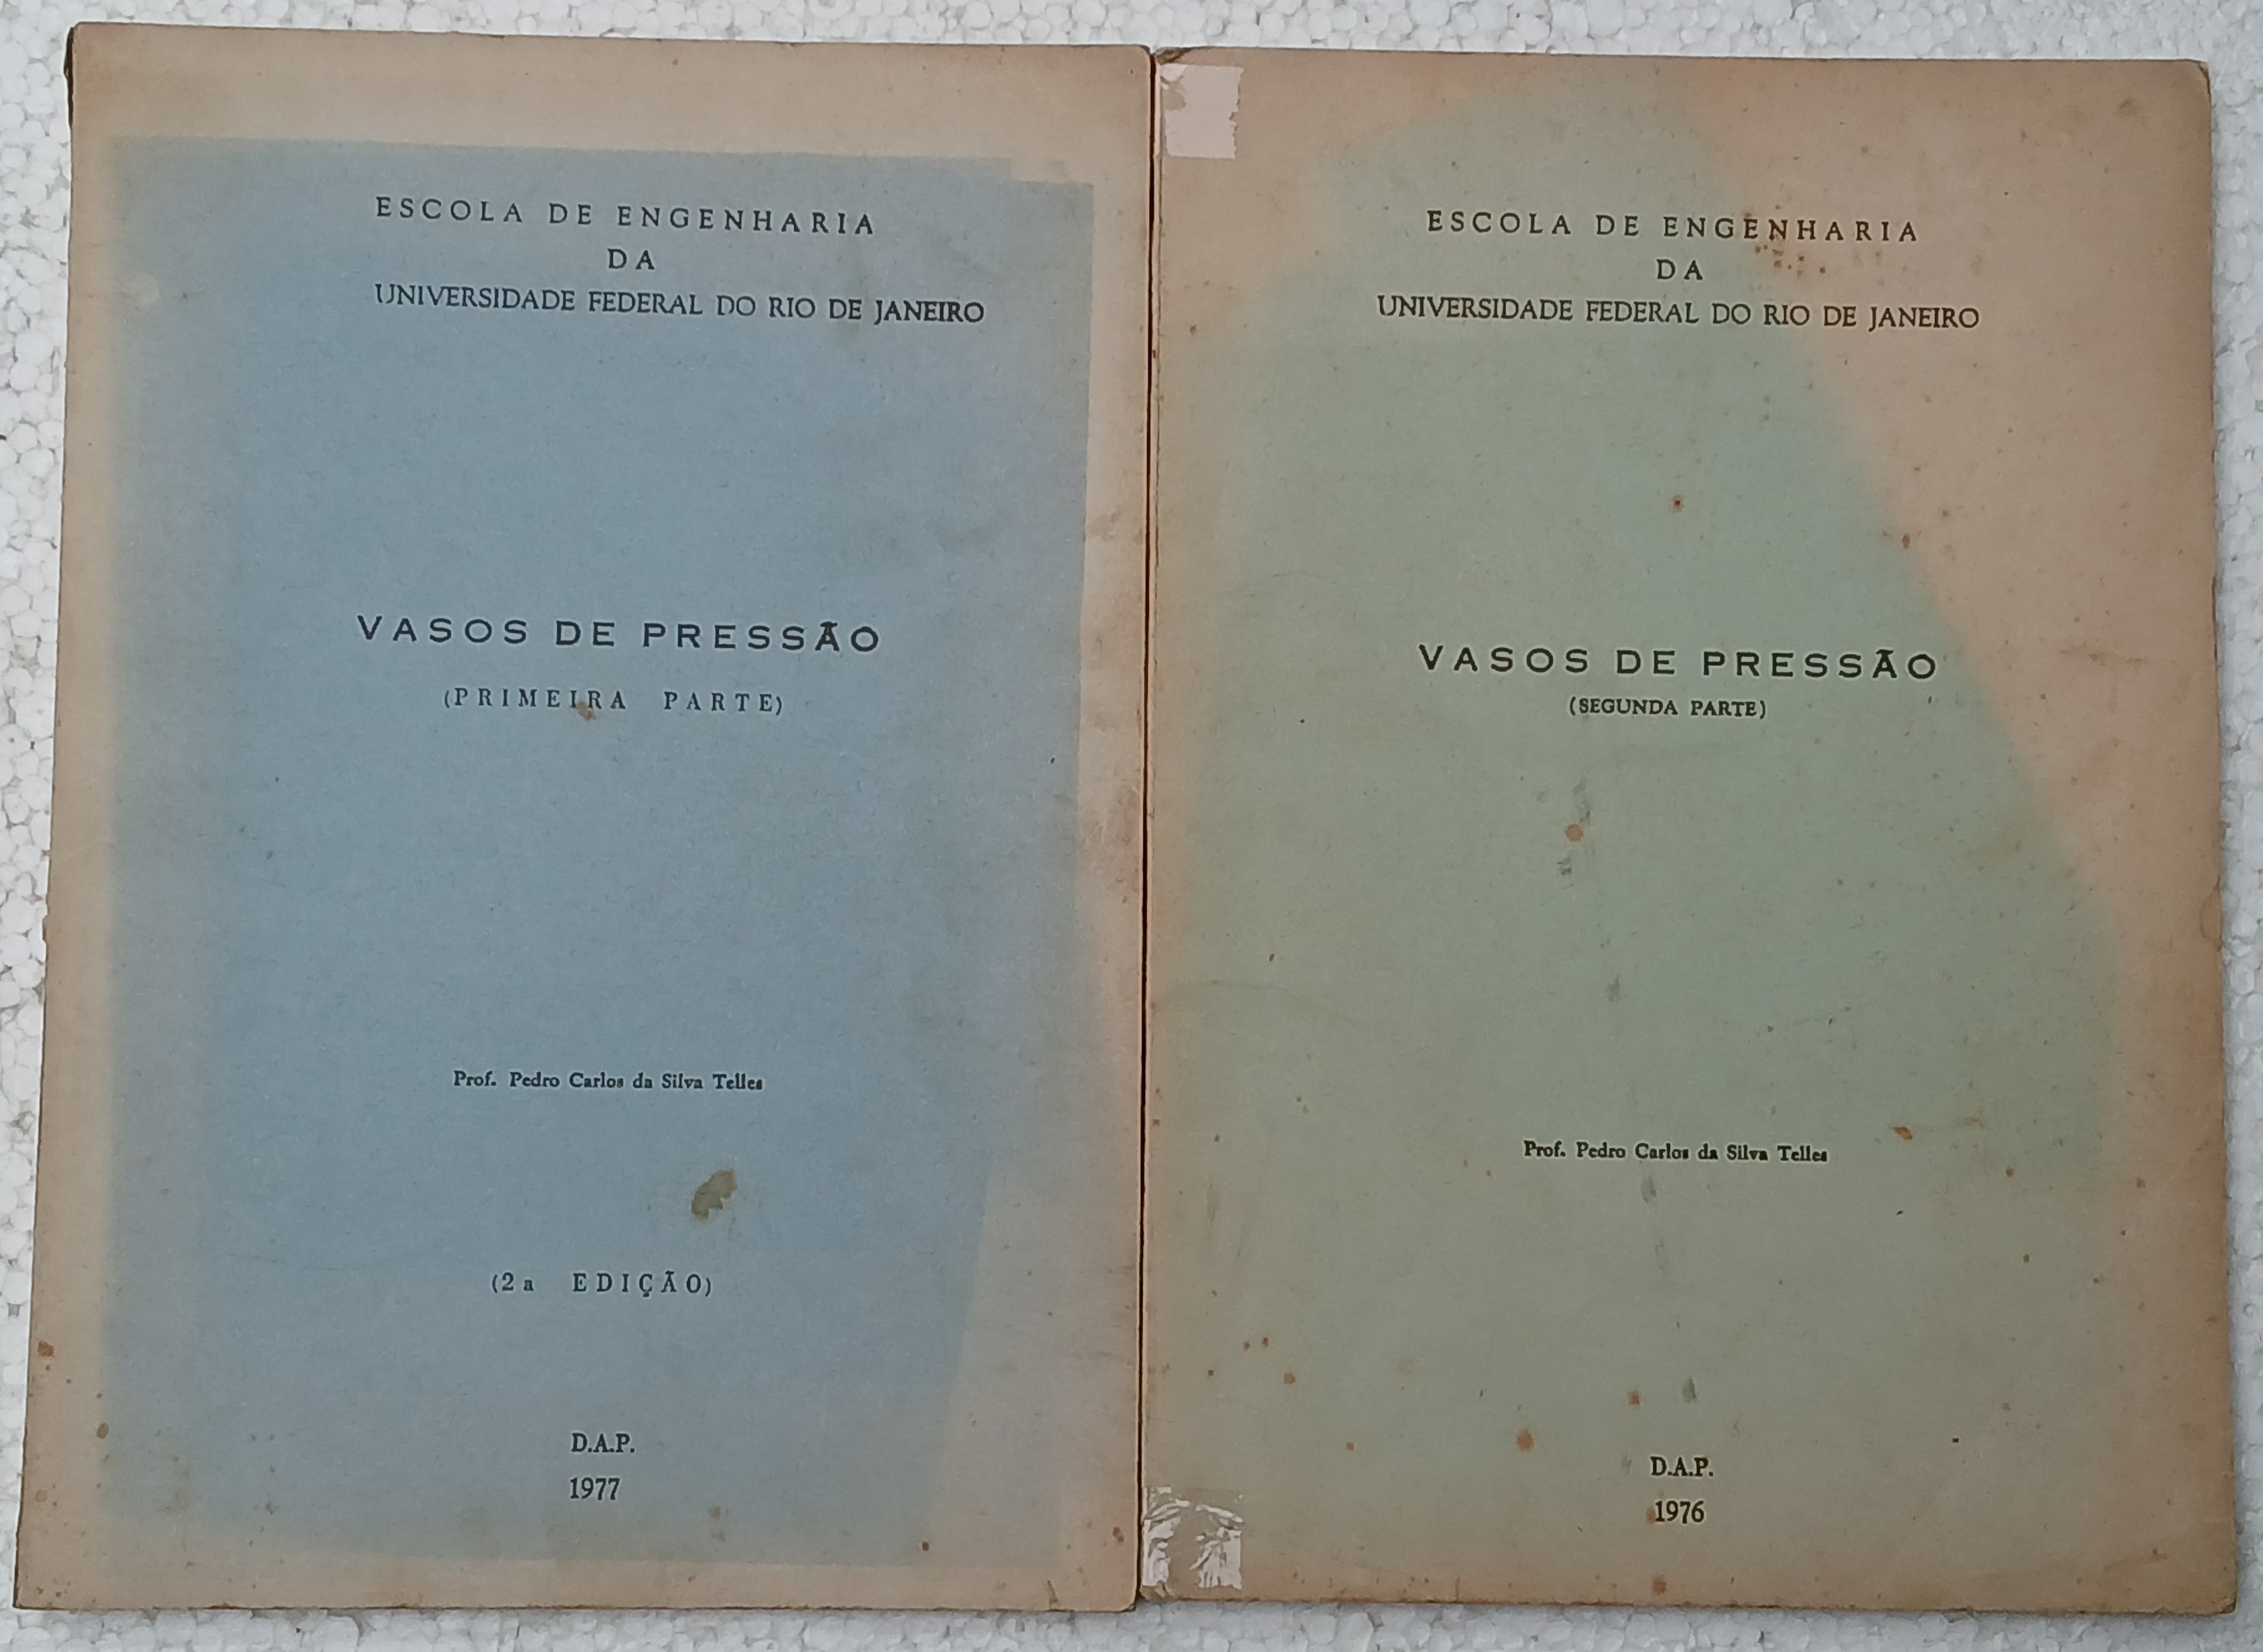 ESCOLA DE ENGENHARIA
DA
UNIVERSIDADE FEDERAL DO RIO DE JANEIRO
VASOS DE PRESSÃO
(PRIMEIRA PARTE)
Prof. Pedro Carlos da Silva Telles
(2a EDIÇÃO)
D.A.P.
1977
ESCOLA DE ENGENHARIA
DA
UNIVERSIDADE FEDERAL DO RIO DE JANEIRO
VASOS DE PRESSÃO
(SEGUNDA PARTE)
Prof. Pedro Carlos da Silva Telles
D.A.P.
1976